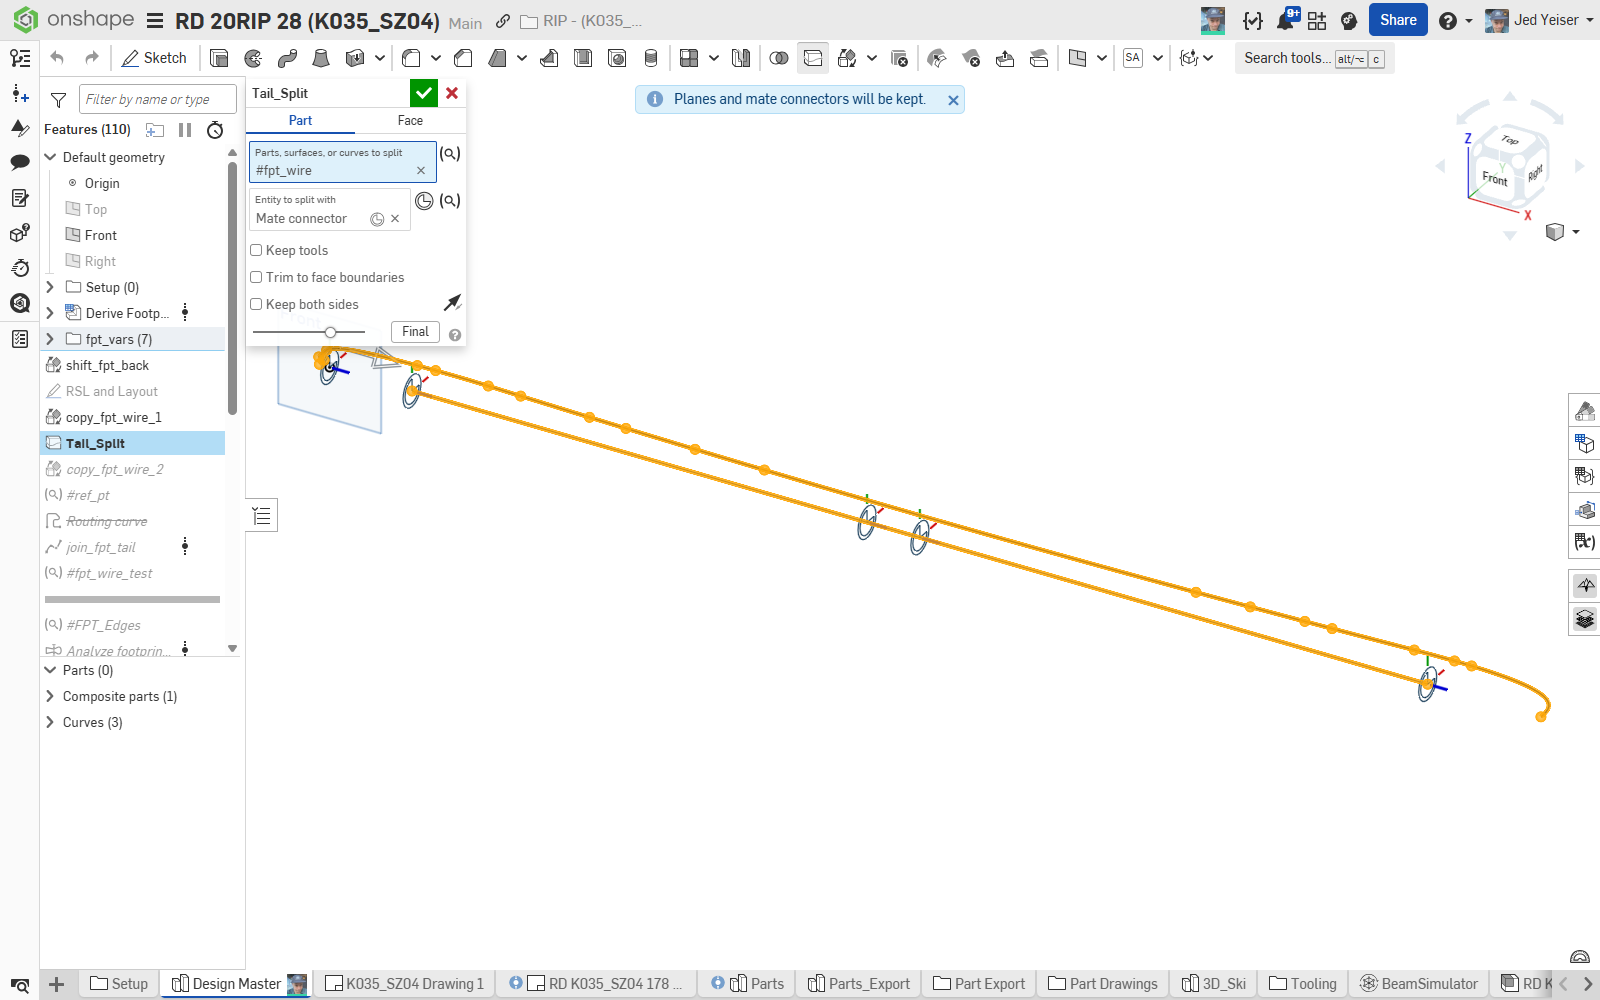 onshape
RD 20RIP 28 (K035_SZ04)
Main
RIP - (K035_...
9+
Share
Jed Yeiser
Sketch
SA
Search tools...
alt/⌥
c
Filter by name or type
Features (110)
Default geometry
Origin
Top
Front
Right
Setup (0)
Derive Footp...
fpt_vars (7)
shift_fpt_back
RSL and Layout
copy_fpt_wire_1
Tail_Split
copy_fpt_wire_2
#ref_pt
Routing curve
join_fpt_tail
#fpt_wire_test
#FPT_Edges
Analyze footprin...
Parts (0)
Composite parts (1)
Curves (3)
Tail_Split
Part
Face
Parts, surfaces, or curves to split
#fpt_wire
Entity to split with
Mate connector
Keep tools
Trim to face boundaries
Keep both sides
Final
Planes and mate connectors will be kept.
Z
Top
Y
Front
Right
X
Setup
Design Master
K035_SZ04 Drawing 1
RD K035_SZ04 178 ...
Parts
Parts_Export
Part Export
Part Drawings
3D_Ski
Tooling
BeamSimulator
RD K